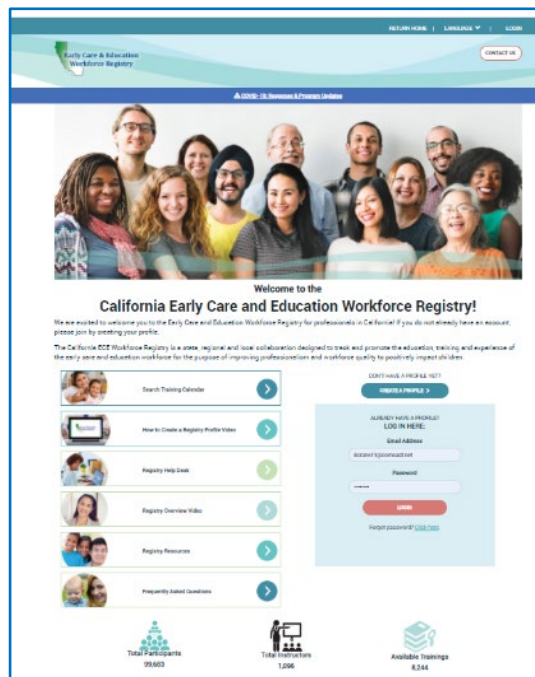 RETURN HOME | LANGUAGE | LOGIN
Early Care & Education
Workforce Registry
CONTACT US
COVID-19: Responses & Program Updates
Welcome to the
California Early Care and Education Workforce Registry!
We are excited to welcome you to the Early Care and Education Workforce Registry for professionals in California! If you do not already have an account
please join by creating your profile.
The California ECE Workforce Registry is a state, regional and local collaboration designed to track and promote the education, training and experience of
the early care and education workforce for the purpose of improving professionalism and workforce quality to positively impact children.
Search Training Calendar
How to Create a Registry Profile Video
Registry Help Desk
Registry Overview Video
Registry Resources
Frequently Asked Questions
DON'T HAVE A PROFILE YET?
CREATE A PROFILE >
ALREADY HAVE A PROFILE?
LOG IN HERE:
Email Address
Password
LOGIN
Forgot password? Click here
Total Participants
99,683
Total Instructors
1,096
Available Trainings
8,244